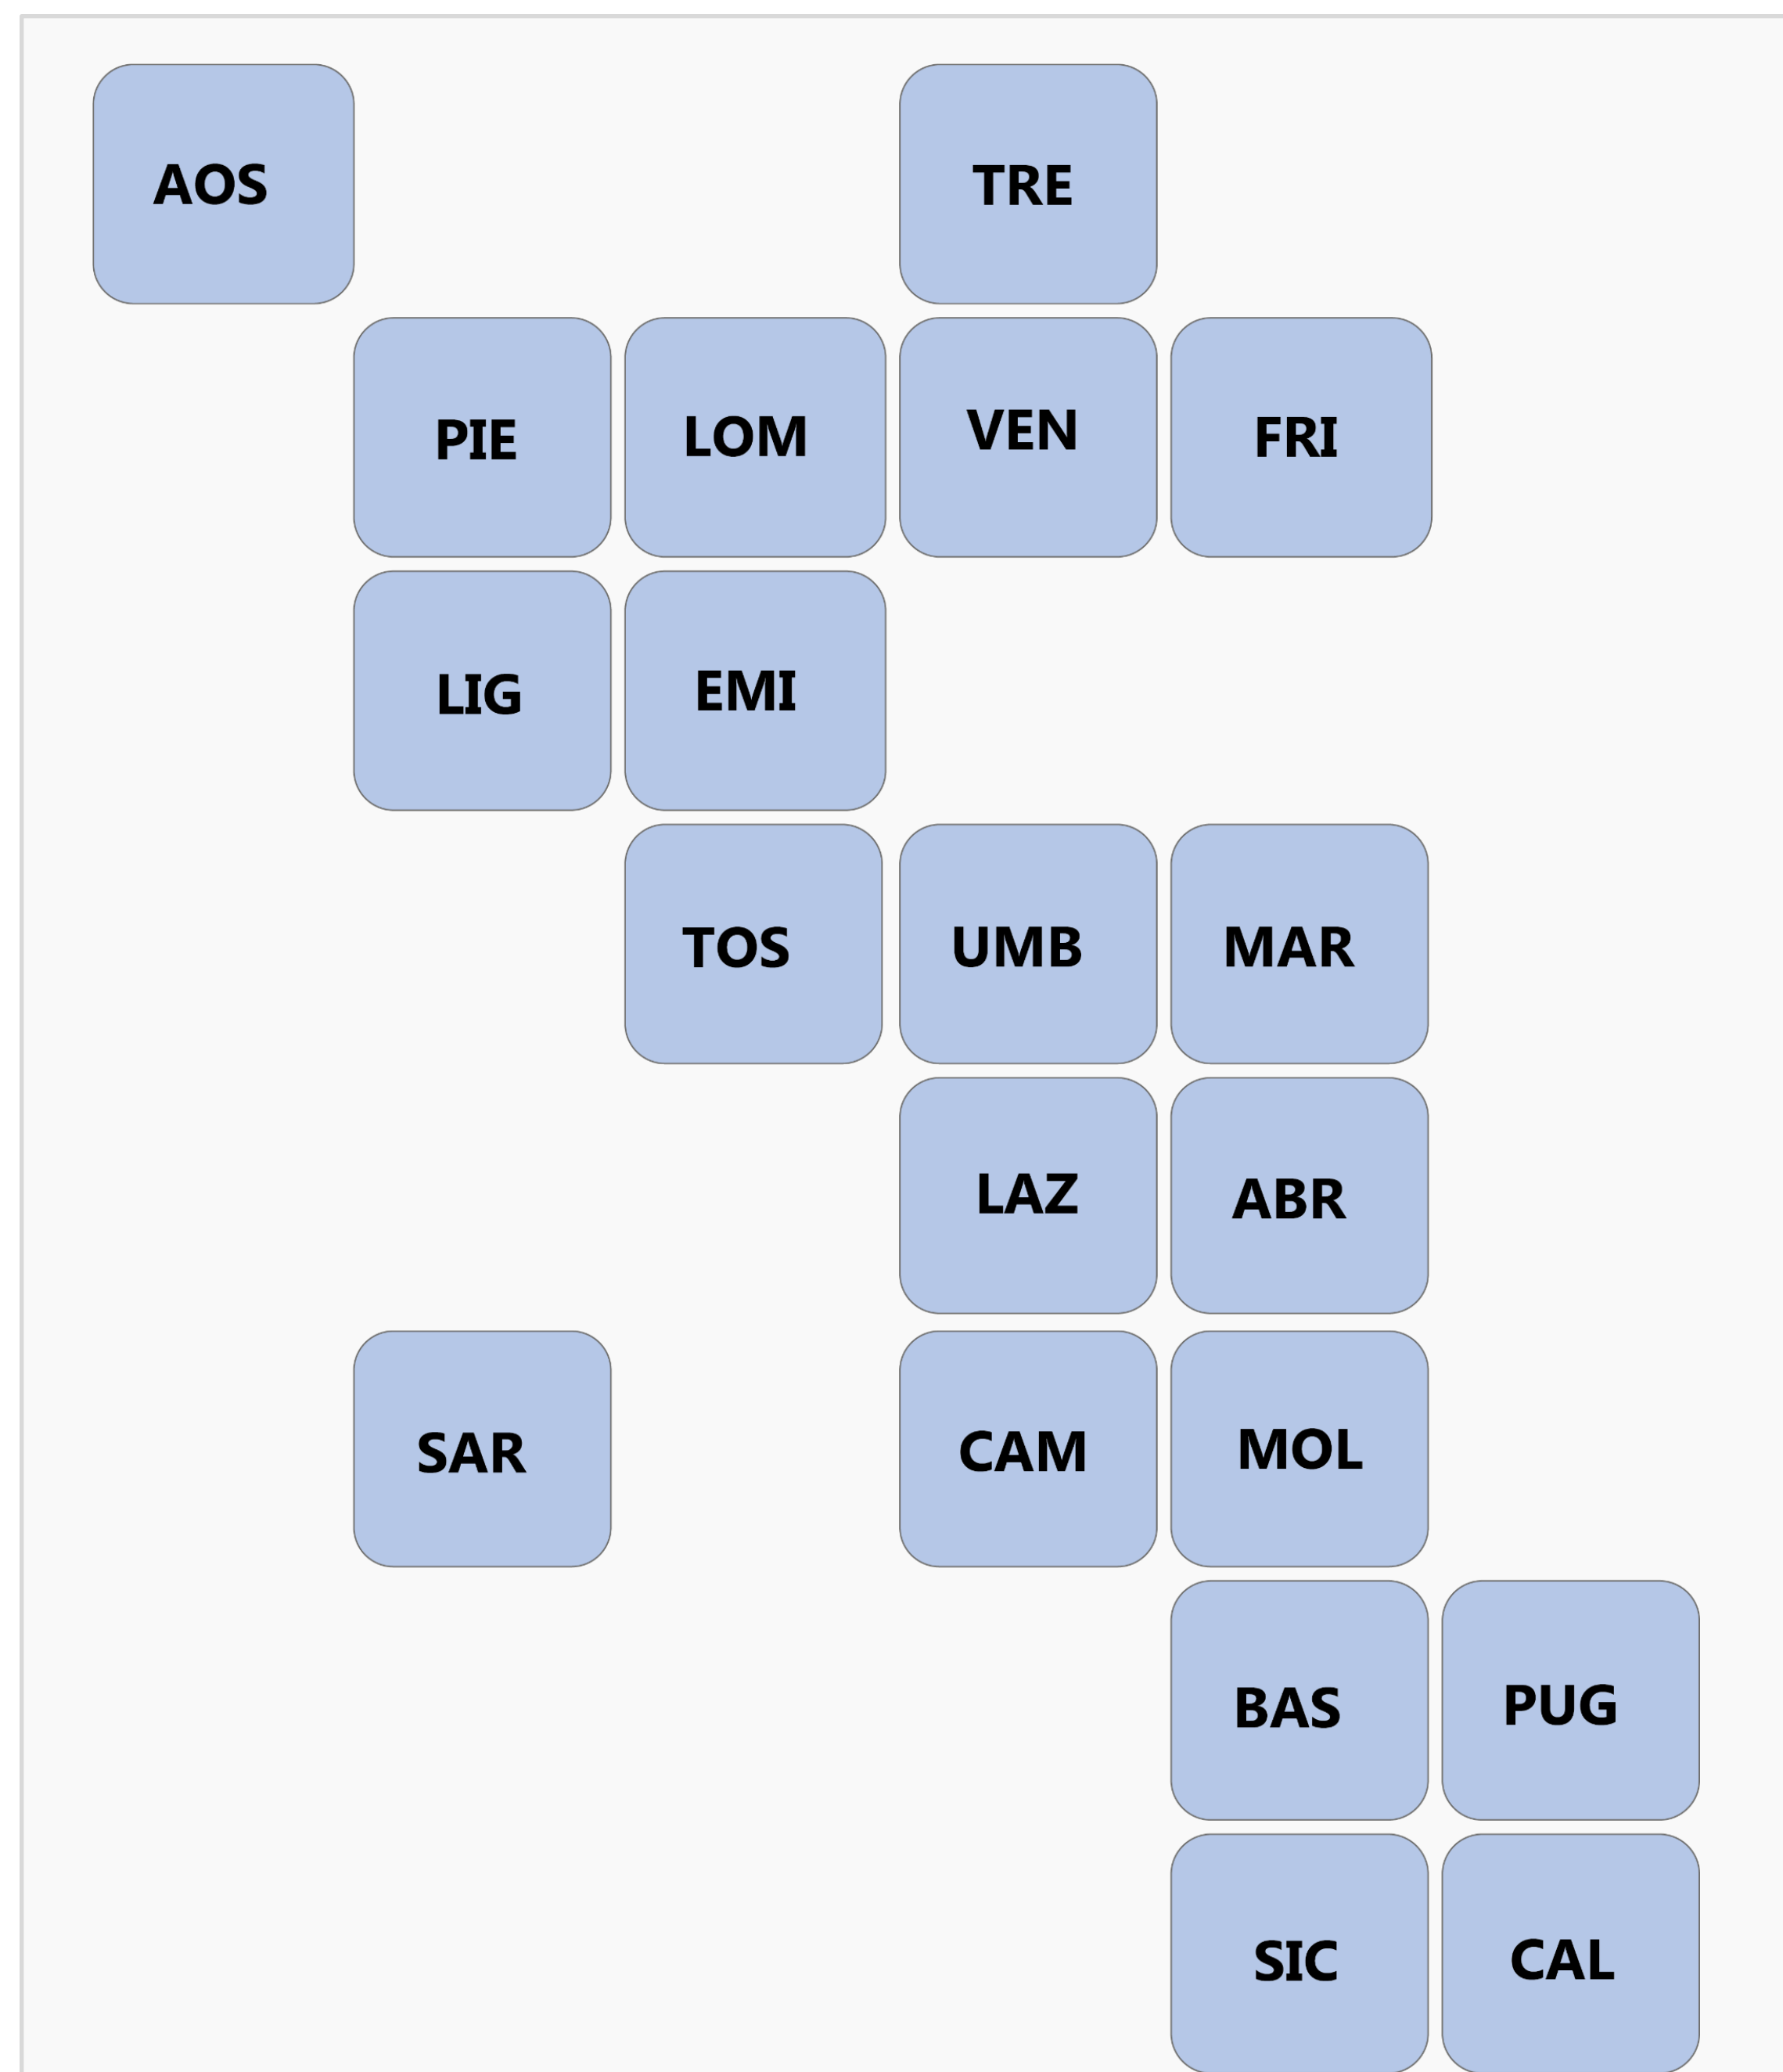 AOS TRE
PIE LOM VEN FRI
LIG EMI
TOS UMB MAR
LAZ ABR
SAR CAM MOL
BAS PUG
SIC CAL